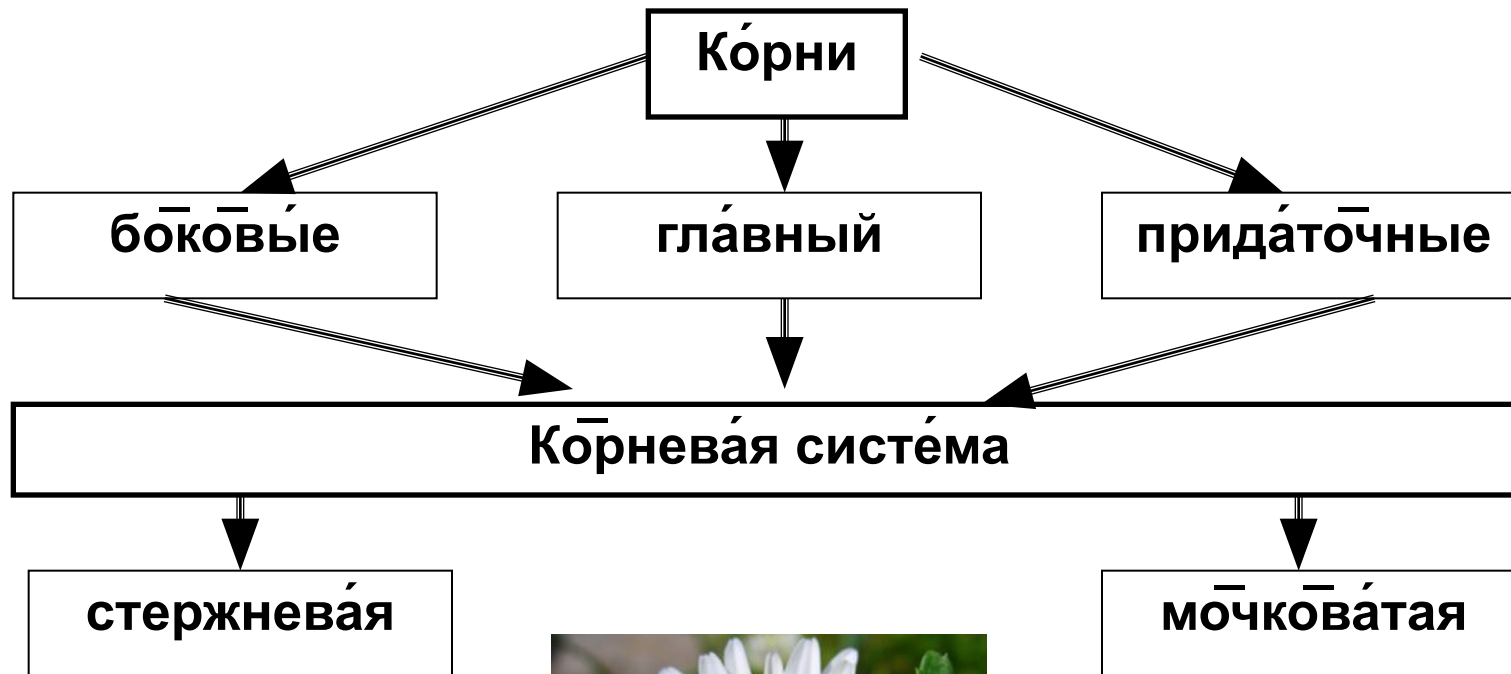 Ко́рни
бо̅ко̅вы́е
гла́вный
прида́то̅чные
Ко̅рнева́я систе́ма
стержнева́я
мо̅чко̅ва́тая